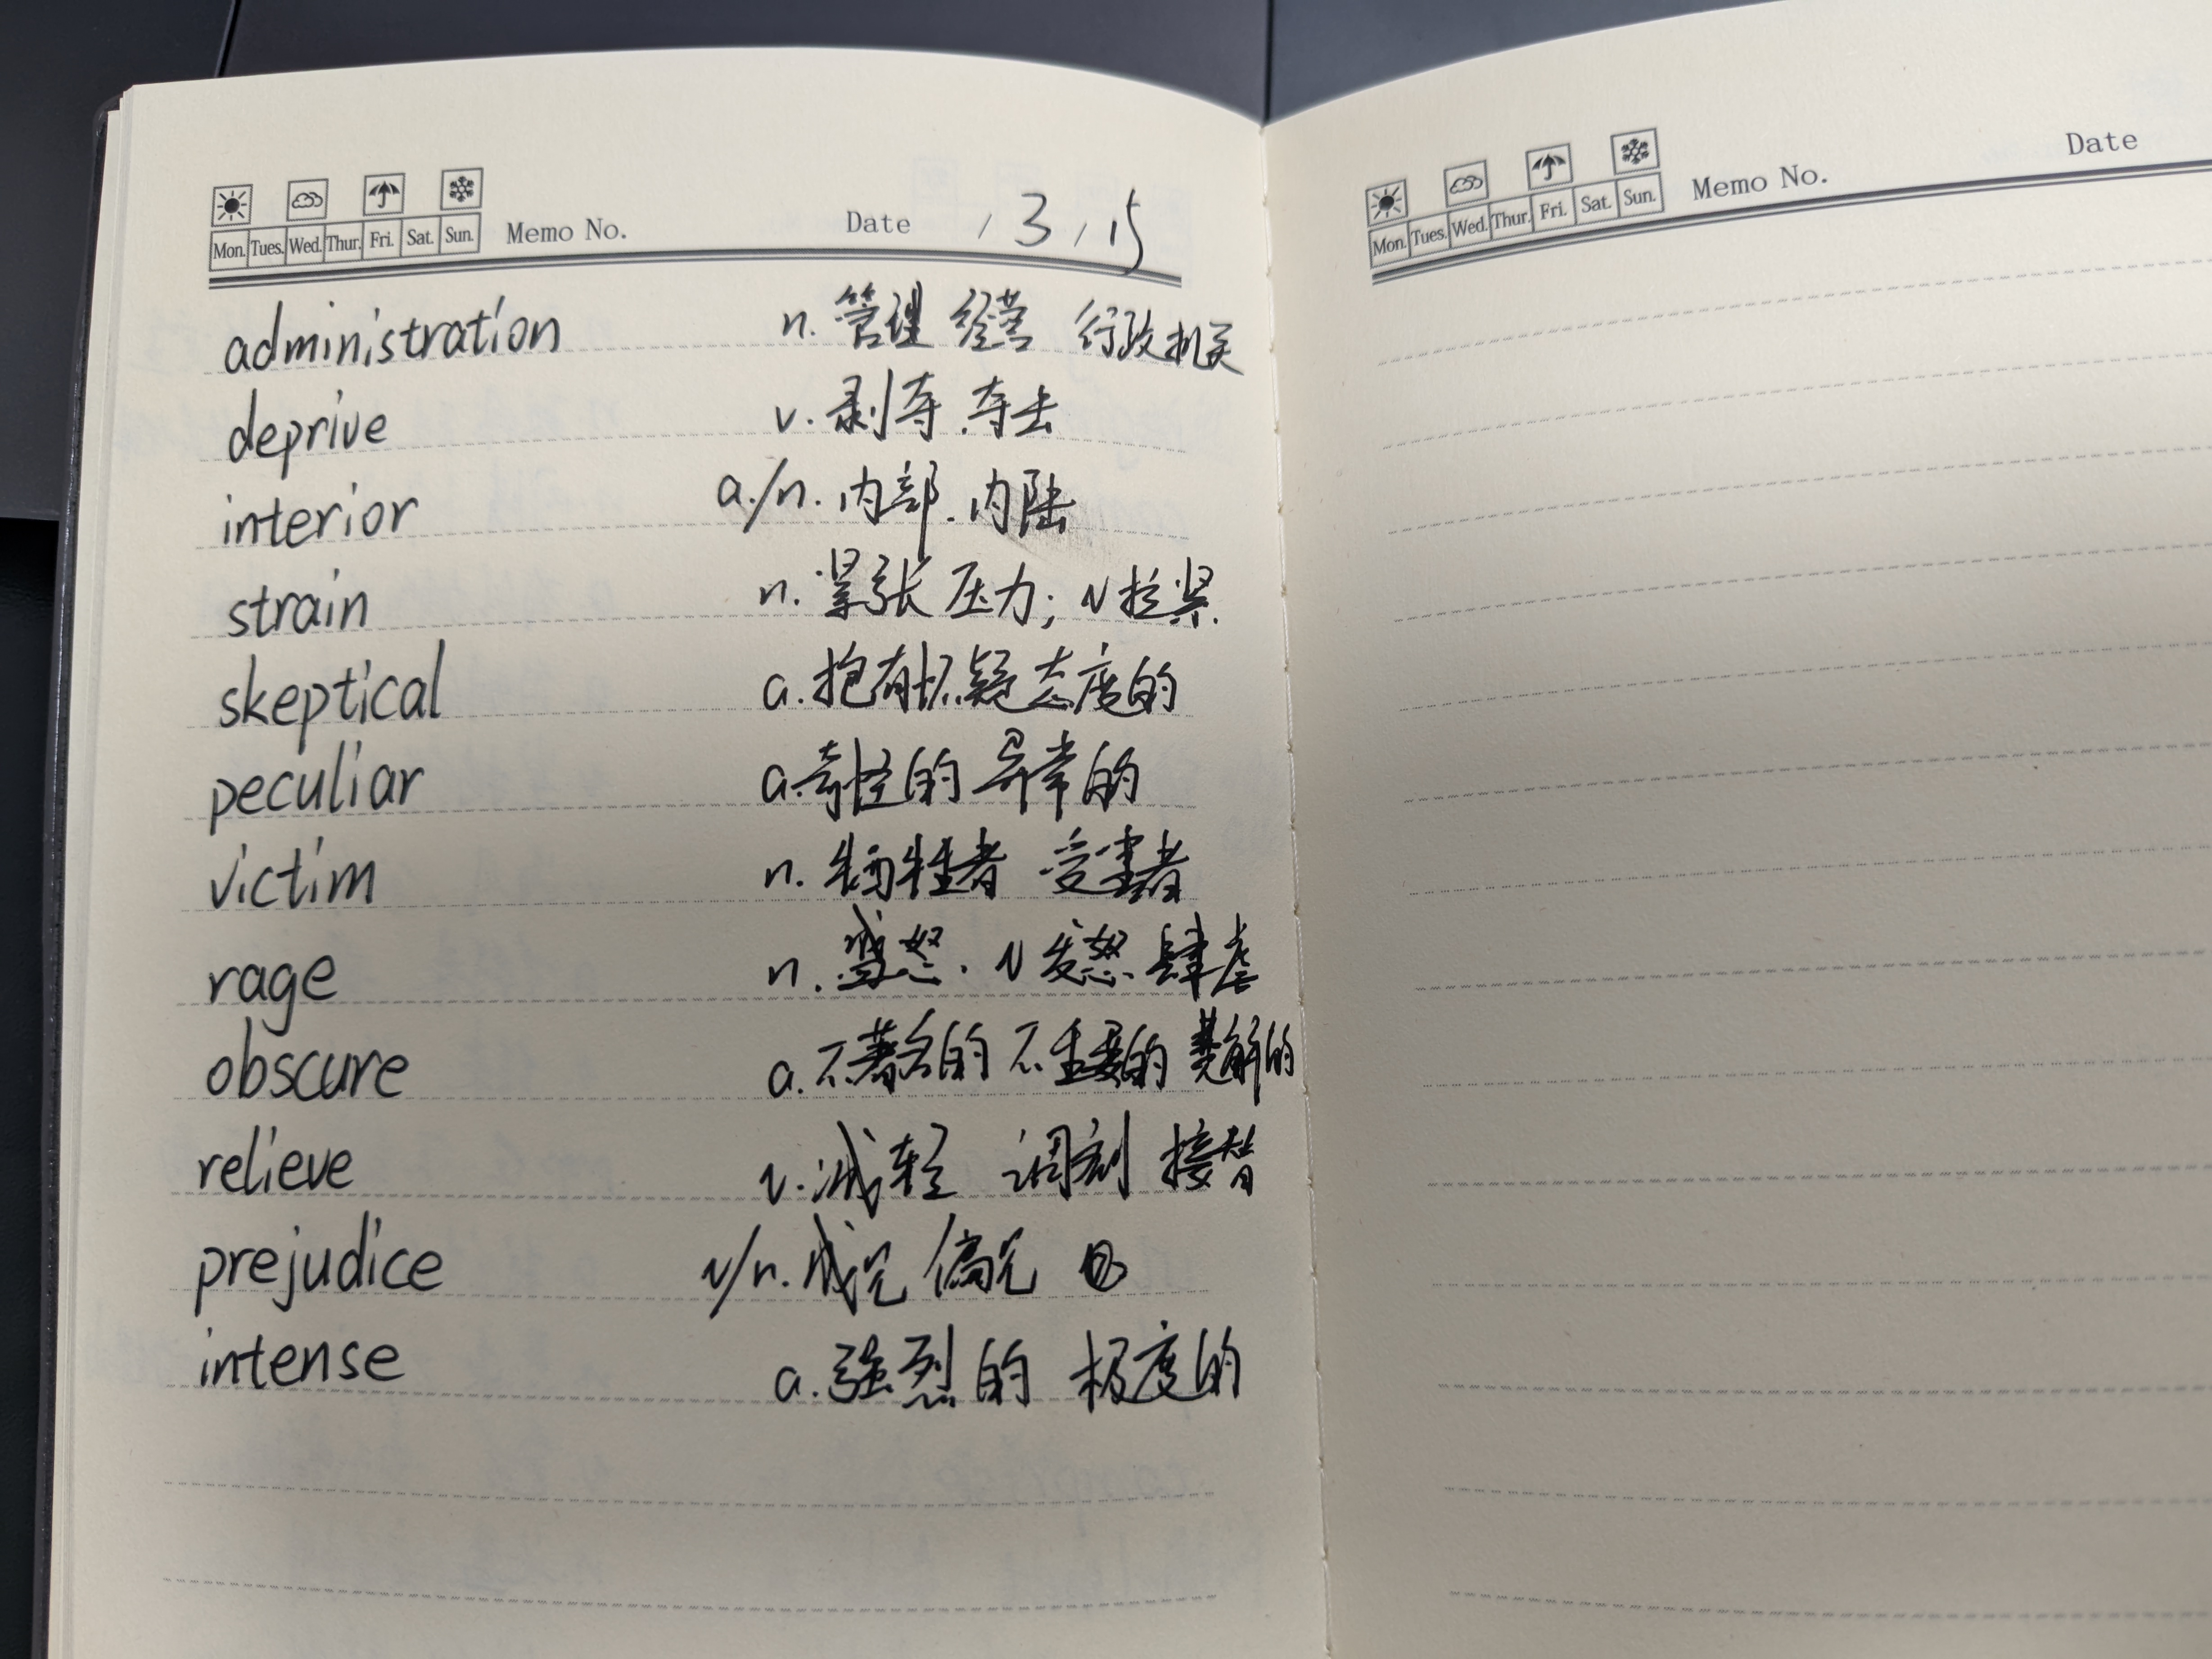 Mon. Tues. Wed. Thur. Fri. Sat. Sun. Memo No. Date / 3 / 15
administration n. 管理 经营 行政机关
deprive v. 剥夺.夺去
interior a./n. 内部.内陆
strain n. 紧张 压力; v 拉紧.
skeptical a. 抱有怀疑态度的
peculiar a. 奇怪的 异常的
victim n. 牺牲者 受害者
rage n. 盛怒. v 发怒 肆虐
obscure a. 不著名的 不重要的 费解的
relieve v. 减轻 调剂 接替
prejudice v/n. 成见 偏见
intense a. 强烈的 极度的
Mon. Tues. Wed. Thur. Fri. Sat. Sun. Memo No. Date